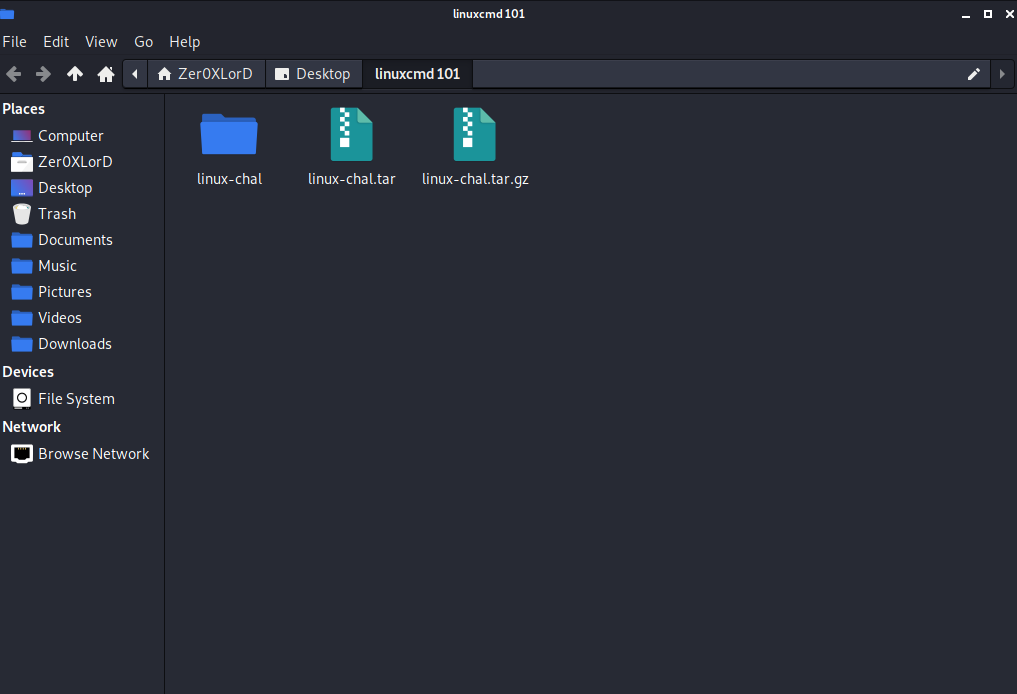 linuxcmd 101
File Edit View Go Help
Zer0XLorD Desktop linuxcmd 101
Places
Computer
Zer0XLorD
Desktop
Trash
Documents
Music
Pictures
Videos
Downloads
Devices
File System
Network
Browse Network
linux-chal linux-chal.tar linux-chal.tar.gz